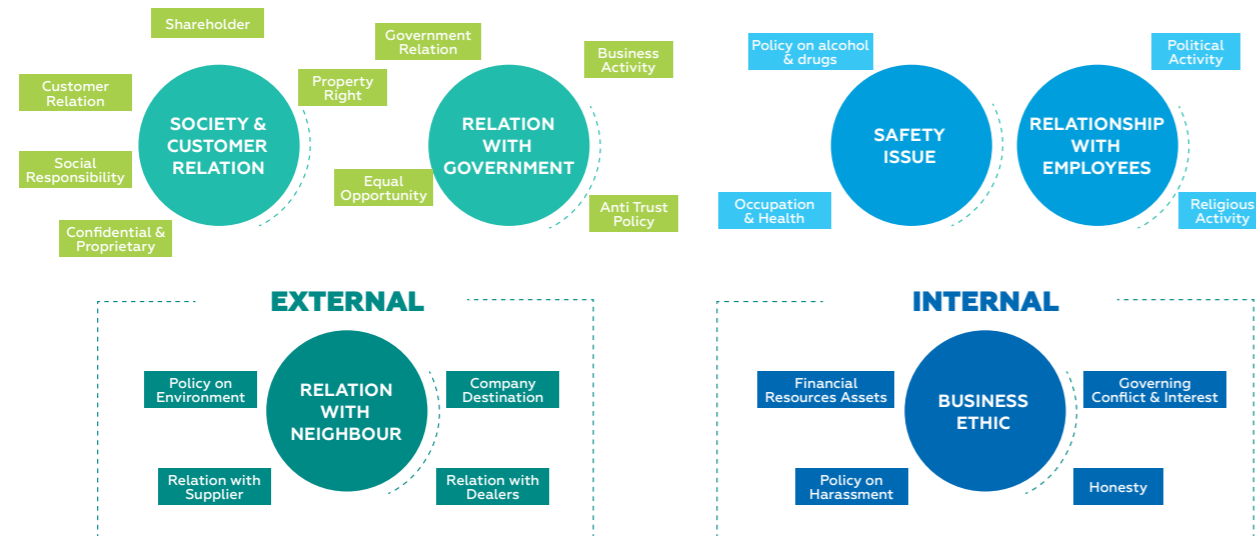 Shareholder
Customer
Relation
Social
Responsibility
Confidential &
Proprietary
SOCIETY &
CUSTOMER
RELATION
Property
Right
Government
Relation
Equal
Opportunity
RELATION
WITH
GOVERNMENT
Business
Activity
Anti Trust
Policy
Policy on alcohol
& drugs
Occupation
& Health
SAFETY
ISSUE
RELATIONSHIP
WITH
EMPLOYEES
Political
Activity
Religious
Activity
EXTERNAL
Policy on
Environment
Relation with
Supplier
RELATION
WITH
NEIGHBOUR
Company
Destination
Relation with
Dealers
INTERNAL
Financial
Resources Assets
Policy on
Harassment
BUSINESS
ETHIC
Governing
Conflict & Interest
Honesty